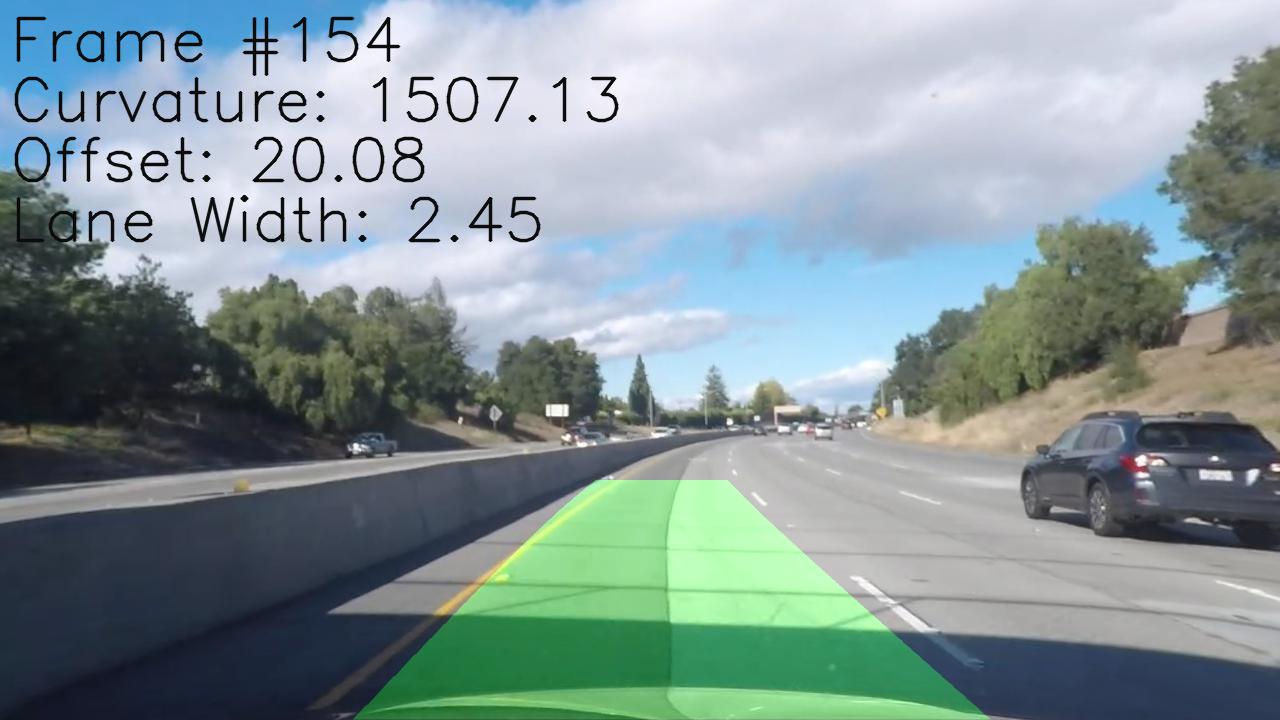 Frame #154
Curvature: 1507.13
Offset: 20.08
Lane Width: 2.45